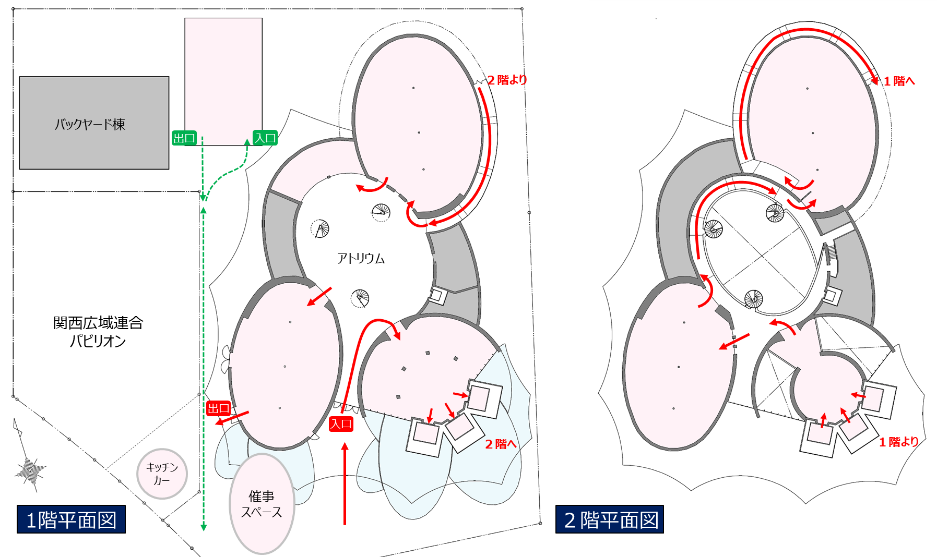 ２階より
バックヤード棟
出口
入口
アトリウム
関西広域連合
パビリオン
出口
入口
２階へ
キッチン
カー
催事
スペース
1階平面図
１階へ
１階より
２階平面図